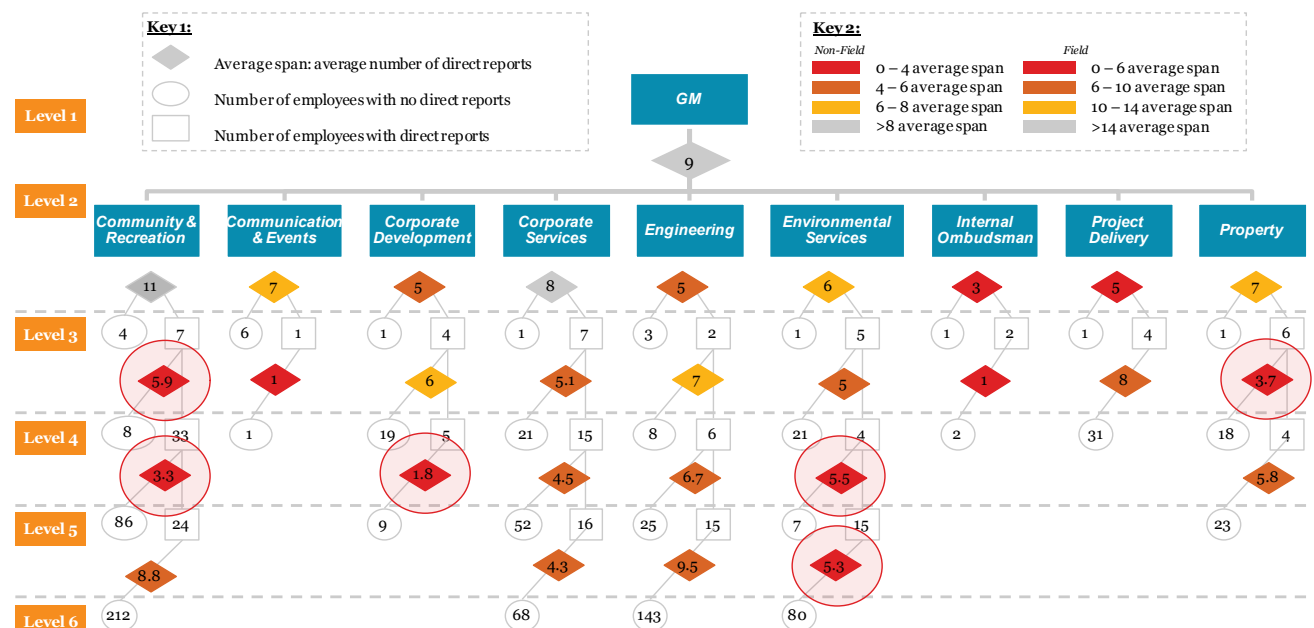 Key 1:
Average span: average number of direct reports
Number of employees with no direct reports
Number of employees with direct reports
Key 2:
Non-Field Field
0 – 4 average span 0 – 6 average span
4 – 6 average span 6 – 10 average span
6 – 8 average span 10 – 14 average span
>8 average span >14 average span
Level 1
GM
9
Level 2
Community & Recreation
Communication & Events
Corporate Development
Corporate Services
Engineering
Environmental Services
Internal Ombudsman
Project Delivery
Property
11 7 5 8 5 6 3 5 7
Level 3
4 7 6 1 1 4 1 7 3 2 1 5 1 2 1 4 1 6
5.9 1 6 5.1 7 5 1 8 3.7
Level 4
8 33 1 19 5 21 15 8 6 21 4 2 31 18 4
3.3 1.8 4.5 6.7 5.5 5.8
Level 5
86 24 9 52 16 25 15 7 15 23
8.8 4.3 9.5 5.3
Level 6
212 68 143 80